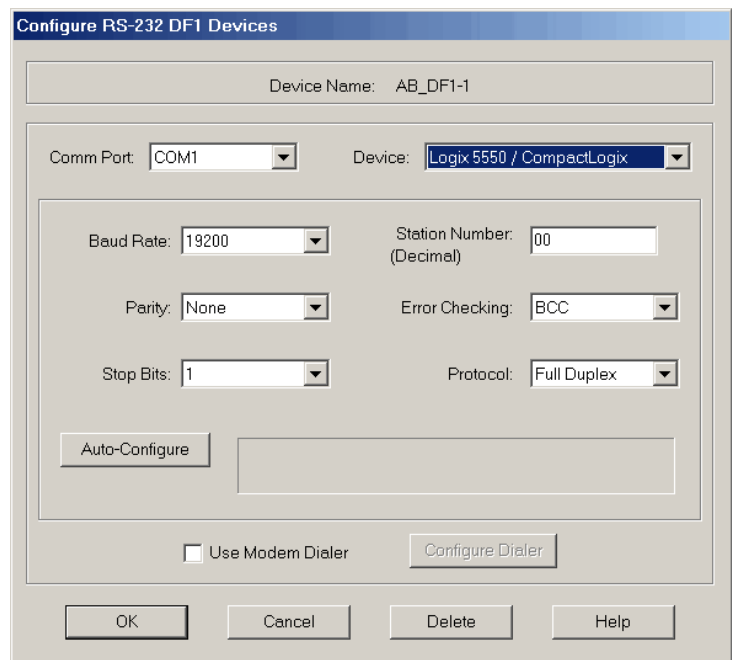 Configure RS-232 DF1 Devices
Device Name: AB_DF1-1
Comm Port: COM1 Device: Logix 5550 / CompactLogix
Baud Rate: 19200 Station Number: 00
(Decimal)
Parity: None Error Checking: BCC
Stop Bits: 1 Protocol: Full Duplex
Auto-Configure
Use Modem Dialer Configure Dialer
OK Cancel Delete Help